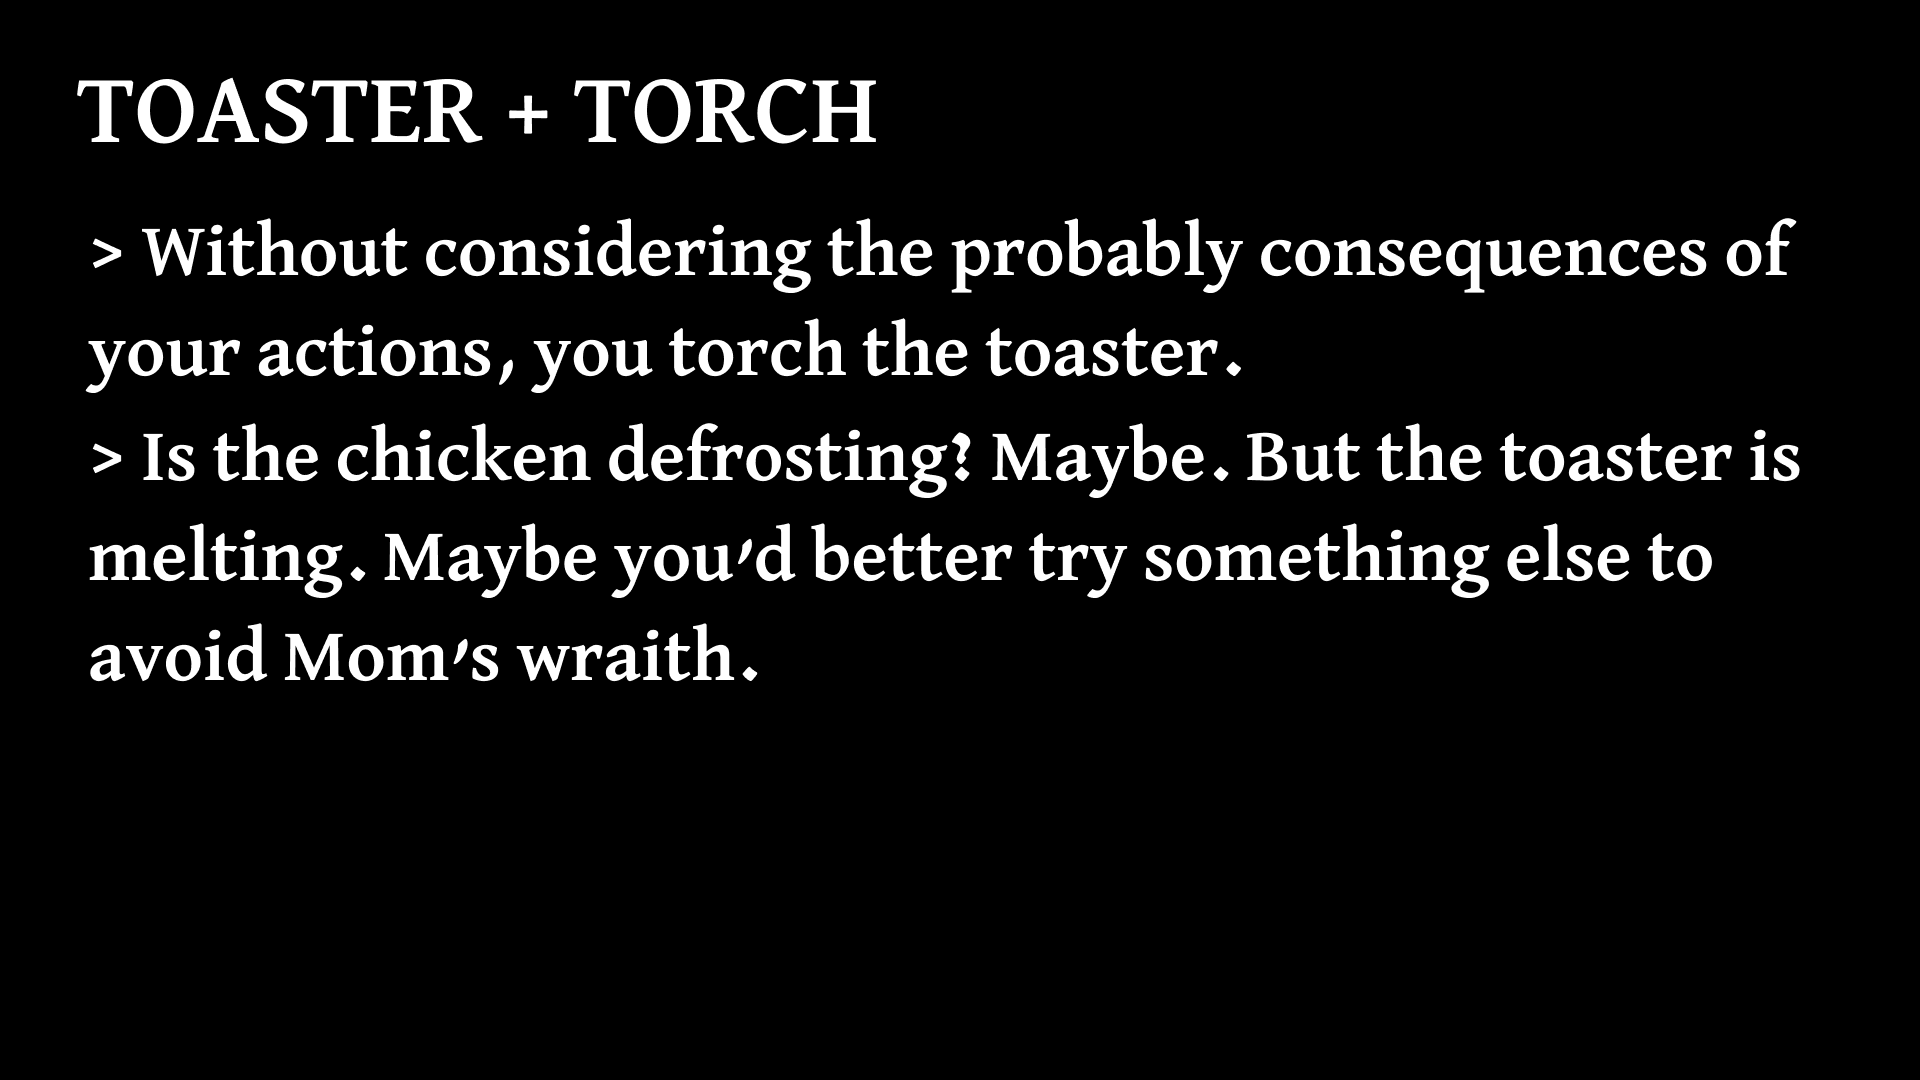 TOASTER + TORCH
> Without considering the probably consequences of
your actions, you torch the toaster.
> Is the chicken defrosting? Maybe. But the toaster is
melting. Maybe you’d better try something else to
avoid Mom’s wraith.